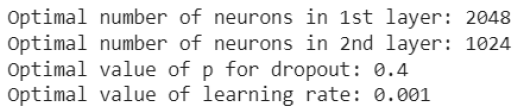 Optimal number of neurons in 1st layer: 2048
Optimal number of neurons in 2nd layer: 1024
Optimal value of p for dropout: 0.4
Optimal value of learning rate: 0.001